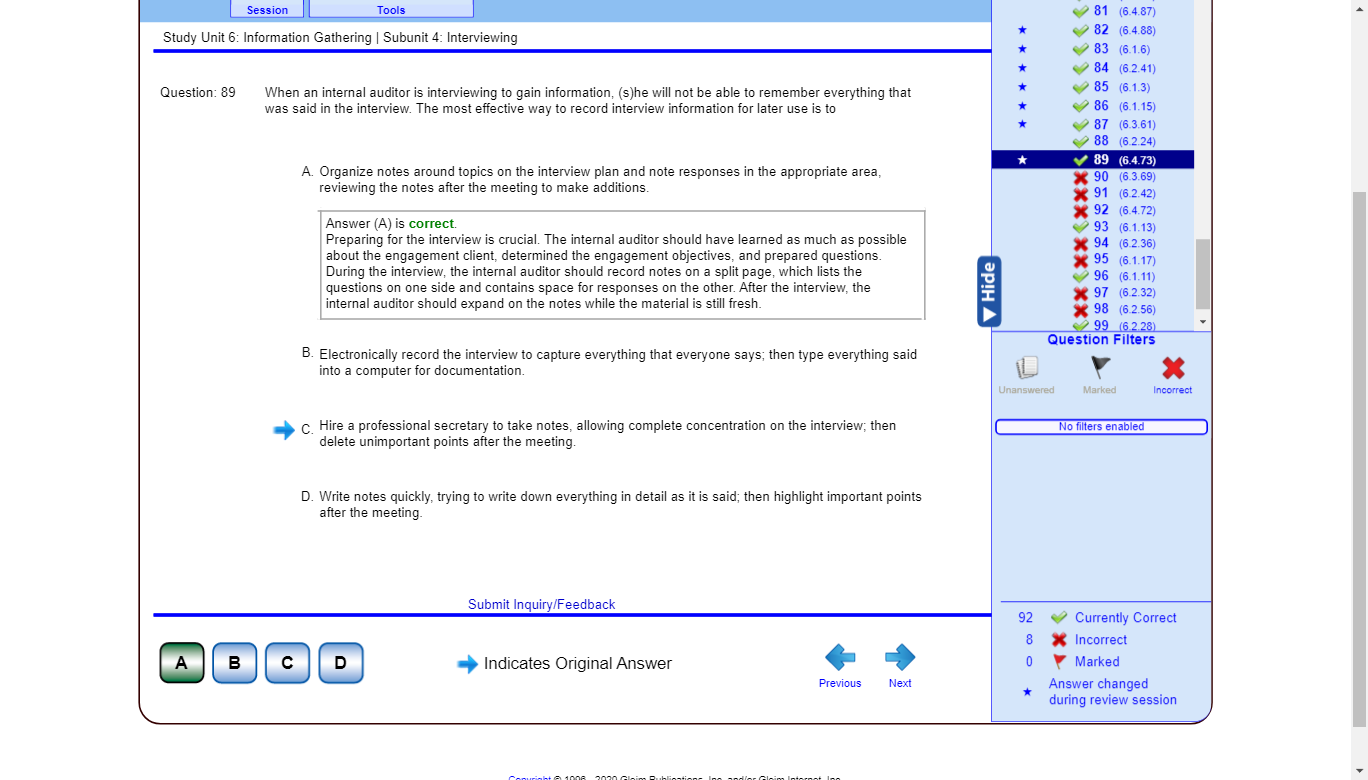 Session
Tools
Study Unit 6: Information Gathering | Subunit 4: Interviewing
Question: 89
When an internal auditor is interviewing to gain information, (s)he will not be able to remember everything that
was said in the interview. The most effective way to record interview information for later use is to
A. Organize notes around topics on the interview plan and note responses in the appropriate area,
reviewing the notes after the meeting to make additions.
Answer (A) is correct.
Preparing for the interview is crucial. The internal auditor should have learned as much as possible
about the engagement client, determined the engagement objectives, and prepared questions.
During the interview, the internal auditor should record notes on a split page, which lists the
questions on one side and contains space for responses on the other. After the interview, the
internal auditor should expand on the notes while the material is still fresh.
B. Electronically record the interview to capture everything that everyone says; then type everything said
into a computer for documentation.
C. Hire a professional secretary to take notes, allowing complete concentration on the interview; then
delete unimportant points after the meeting.
D. Write notes quickly, trying to write down everything in detail as it is said; then highlight important points
after the meeting.
Submit Inquiry/Feedback
A
B
C
D
Indicates Original Answer
Previous
Next
81 (6.4.87)
82 (6.4.88)
83 (6.1.6)
84 (6.2.41)
85 (6.1.3)
86 (6.1.15)
87 (6.3.61)
88 (6.2.24)
89 (6.4.73)
90 (6.3.69)
91 (6.2.42)
92 (6.4.72)
93 (6.1.13)
94 (6.2.36)
95 (6.1.17)
96 (6.1.11)
97 (6.2.32)
98 (6.2.56)
99 (6.2.28)
Hide
Question Filters
Unanswered
Marked
Incorrect
No filters enabled
92 Currently Correct
8 Incorrect
0 Marked
Answer changed
during review session
Copyright © 1996 - 2020 Gleim Publications, Inc. and/or Gleim Internet, Inc.